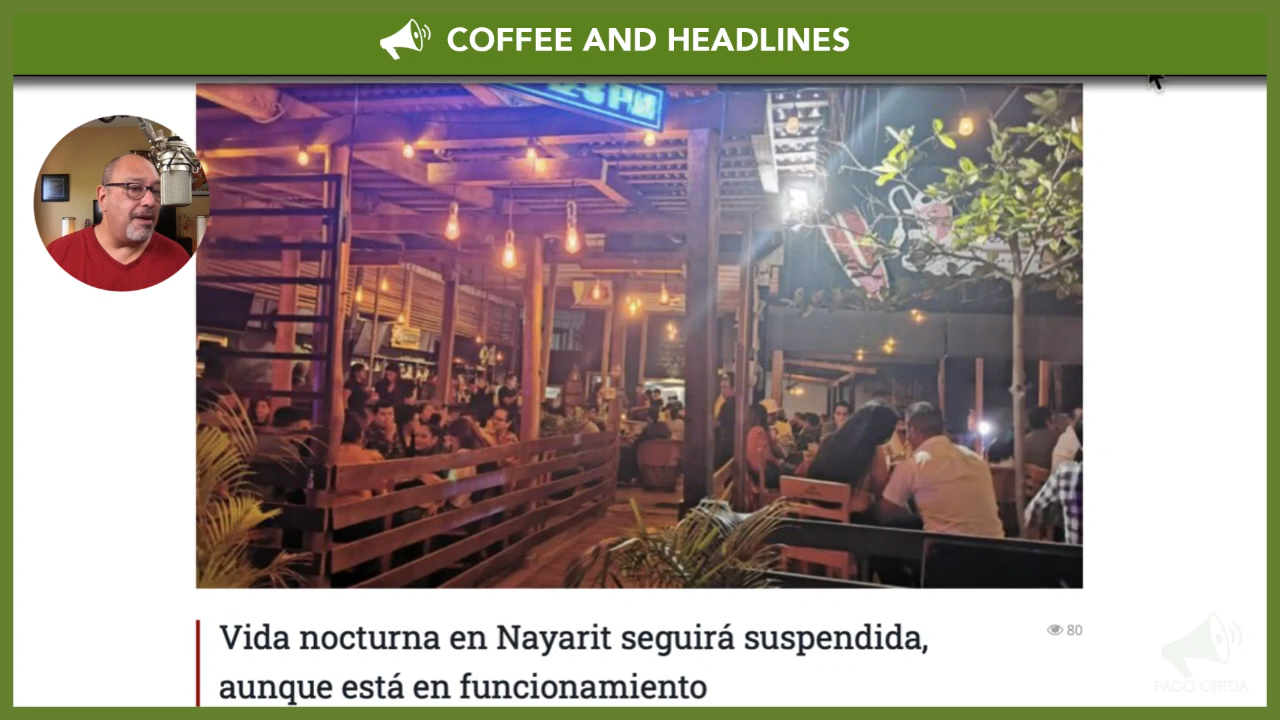 COFFEE AND HEADLINES
Vida nocturna en Nayarit seguirá suspendida,
80
aunque está en funcionamiento
PACO OJEDA